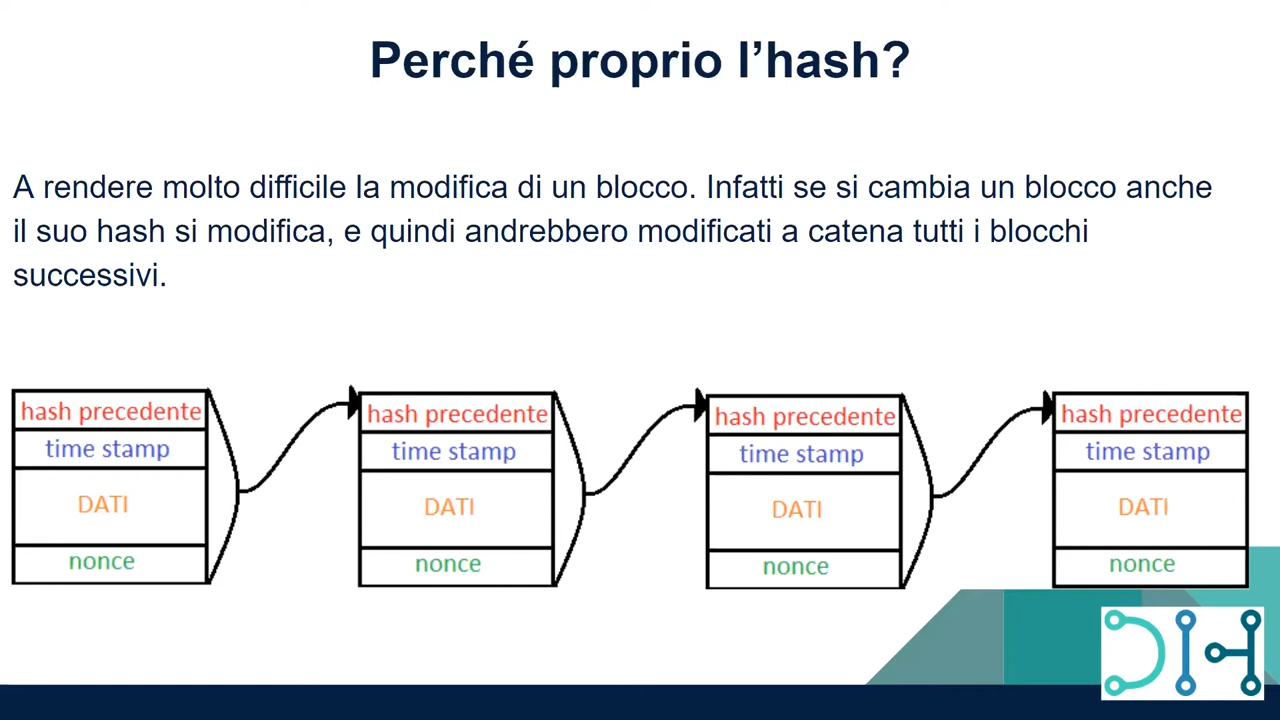 Perché proprio l’hash?
A rendere molto difficile la modifica di un blocco. Infatti se si cambia un blocco anche
il suo hash si modifica, e quindi andrebbero modificati a catena tutti i blocchi
successivi.
hash precedente
time stamp
DATI
nonce
hash precedente
time stamp
DATI
nonce
hash precedente
time stamp
DATI
nonce
hash precedente
time stamp
DATI
nonce
DIH